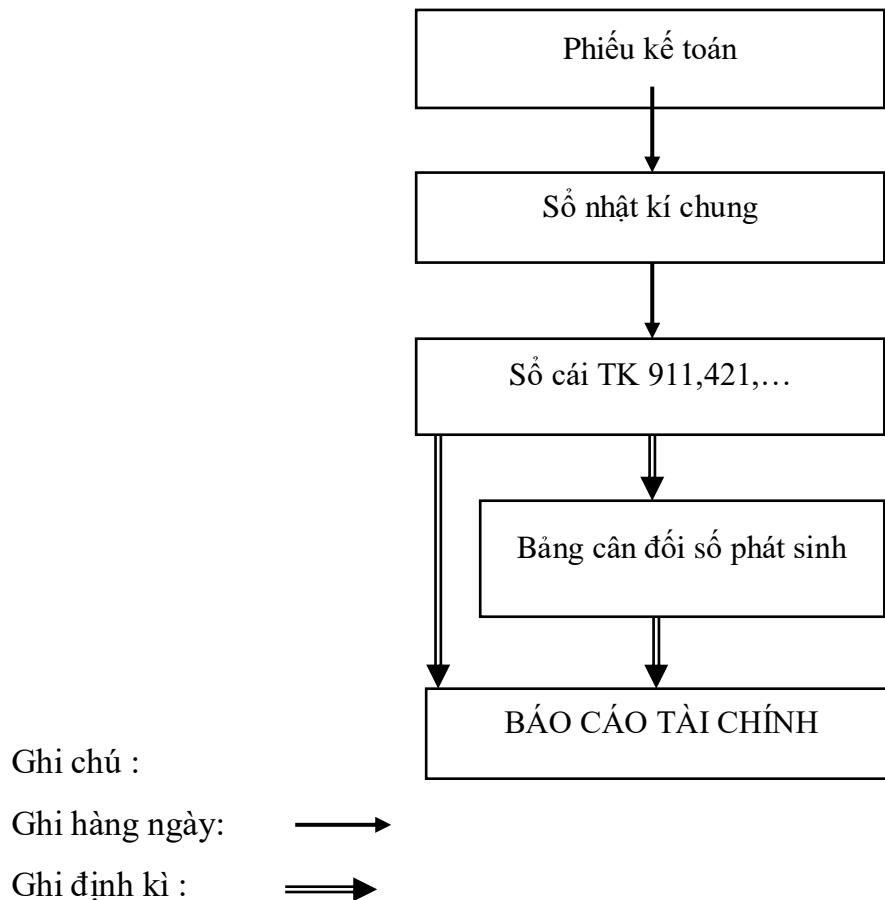 Phiếu kế toán
Sổ nhật kí chung
Sổ cái TK 911,421,…
Bảng cân đối số phát sinh
BÁO CÁO TÀI CHÍNH
Ghi chú :
Ghi hàng ngày:
Ghi định kì :